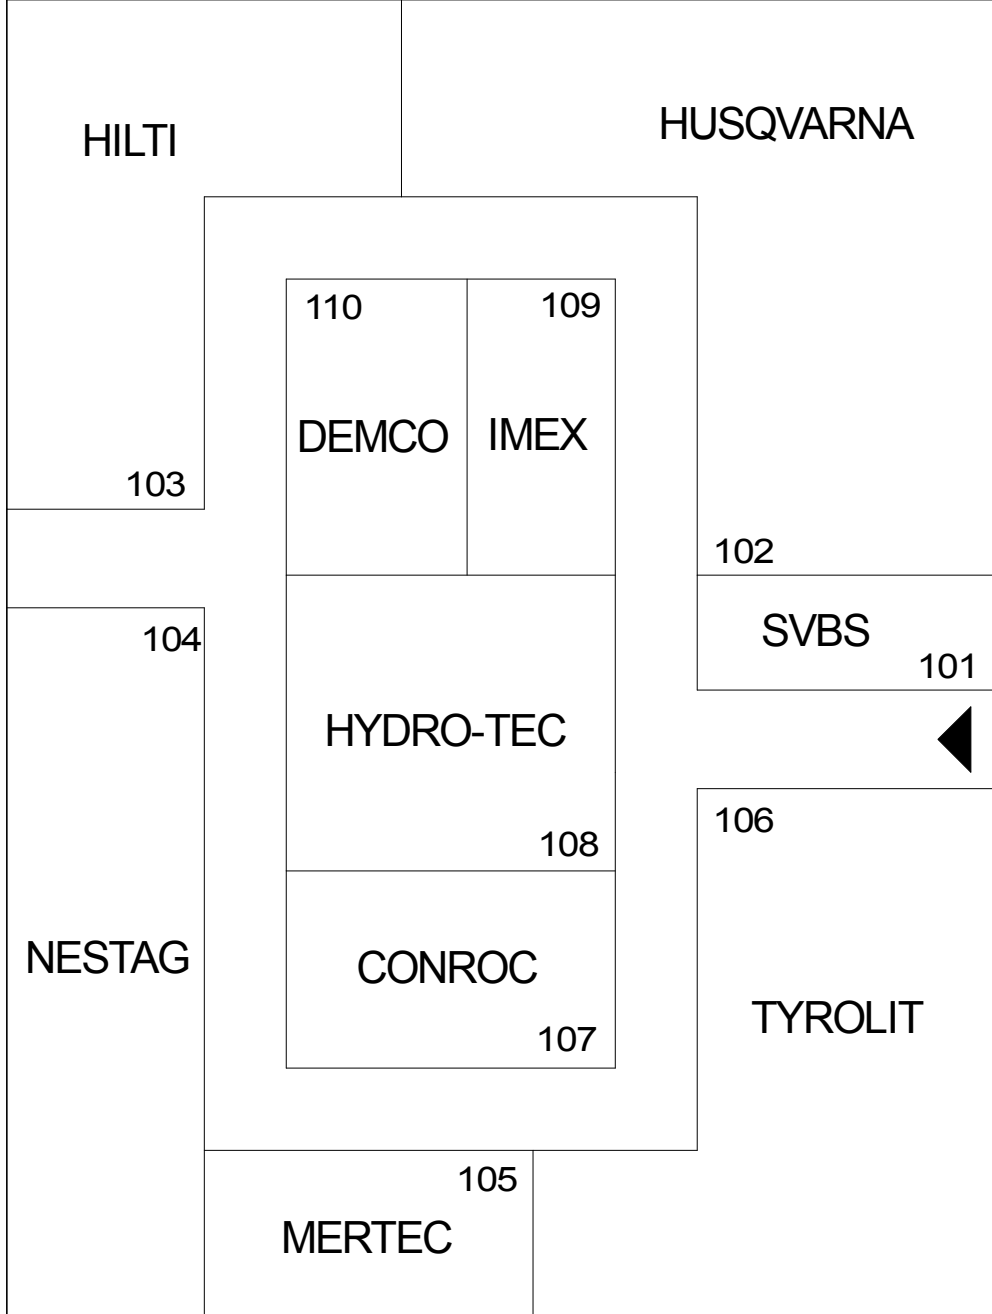 HILTI
HUSQVARNA
110
109
DEMCO
IMEX
103
102
104
SVBS
101
HYDRO-TEC
106
108
NESTAG
CONROC
TYROLIT
107
105
MERTEC